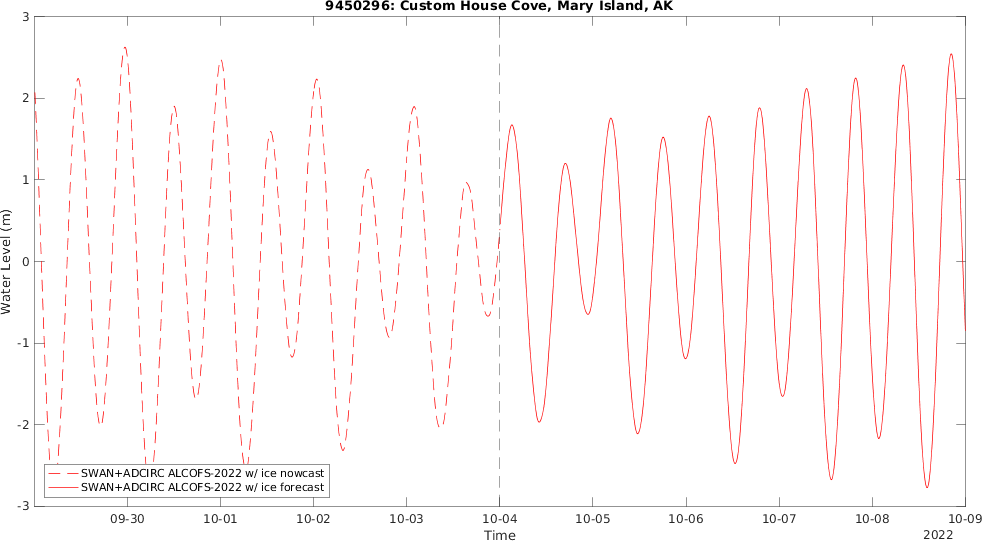 9450296: Custom House Cove, Mary Island, AK
3
2
1
0
-1
-2
-3
Water Level (m)
SWAN+ADCIRC ALCOFS-2022 w/ ice nowcast
SWAN+ADCIRC ALCOFS-2022 w/ ice forecast
09-30 10-01 10-02 10-03 10-04 10-05 10-06 10-07 10-08 10-09
Time
2022